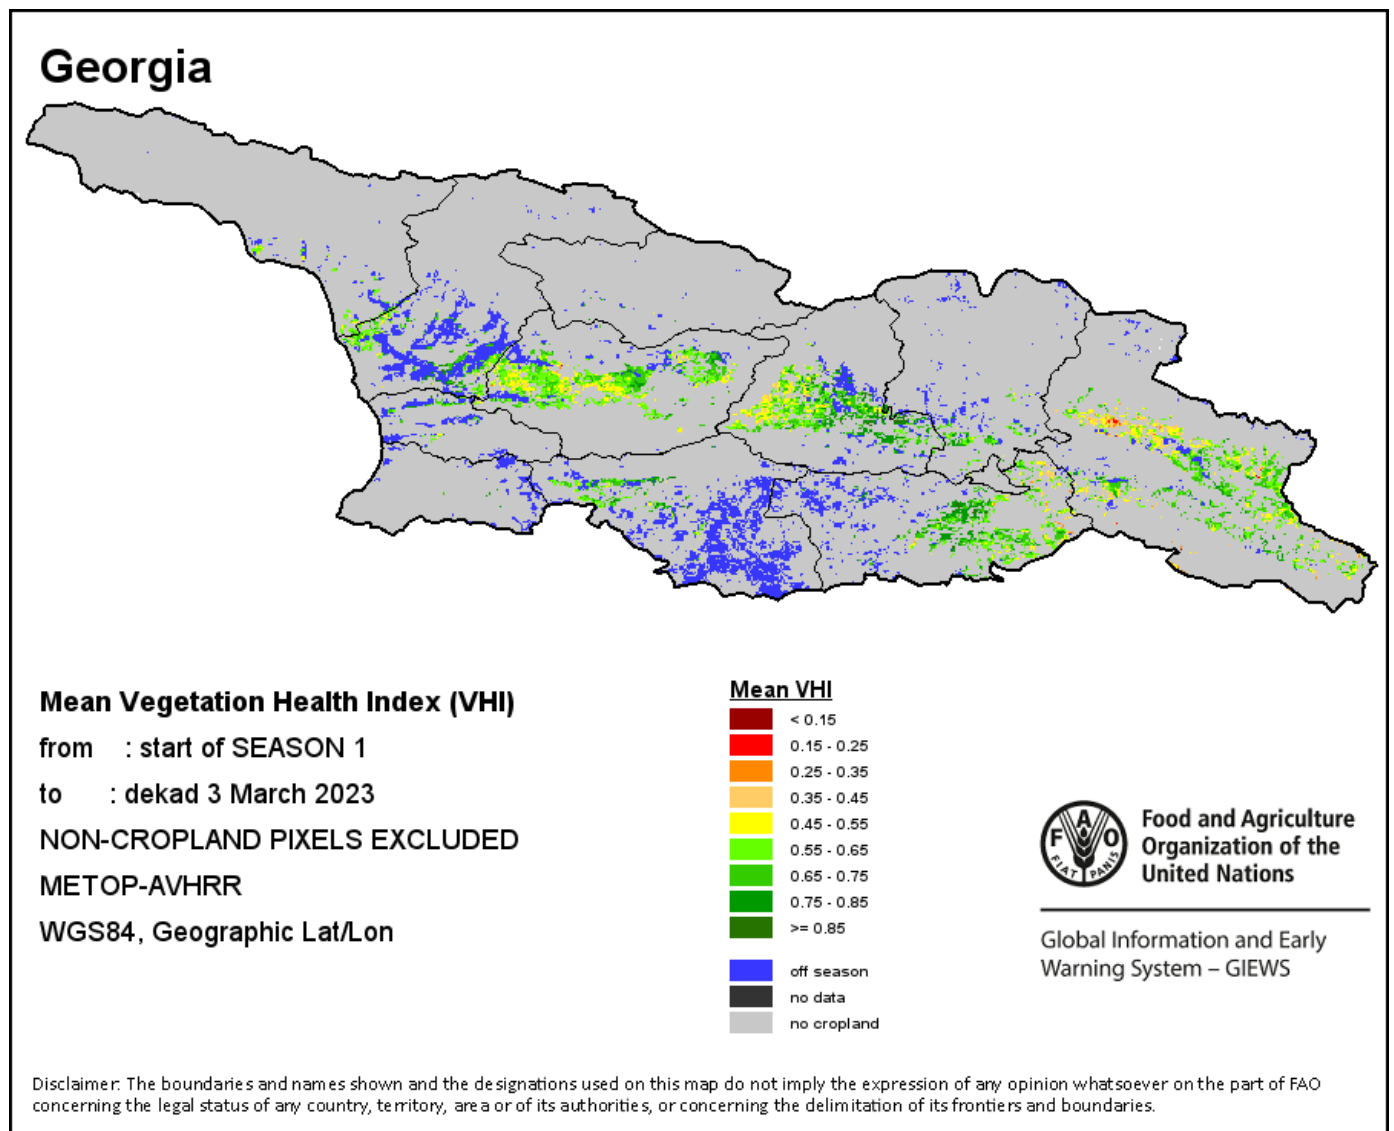 Georgia
Mean Vegetation Health Index (VHI)
from : start of SEASON 1
to : dekad 3 March 2023
NON-CROPLAND PIXELS EXCLUDED
METOP-AVHRR
WGS84, Geographic Lat/Lon
Mean VHI
< 0.15
0.15 - 0.25
0.25 - 0.35
0.35 - 0.45
0.45 - 0.55
0.55 - 0.65
0.65 - 0.75
0.75 - 0.85
>= 0.85
off season
no data
no cropland
F A O
FIAT PANIS
Food and Agriculture
Organization of the
United Nations
Global Information and Early
Warning System – GIEWS
Disclaimer: The boundaries and names shown and the designations used on this map do not imply the expression of any opinion whatsoever on the part of FAO
concerning the legal status of any country, territory, area or of its authorities, or concerning the delimitation of its frontiers and boundaries.